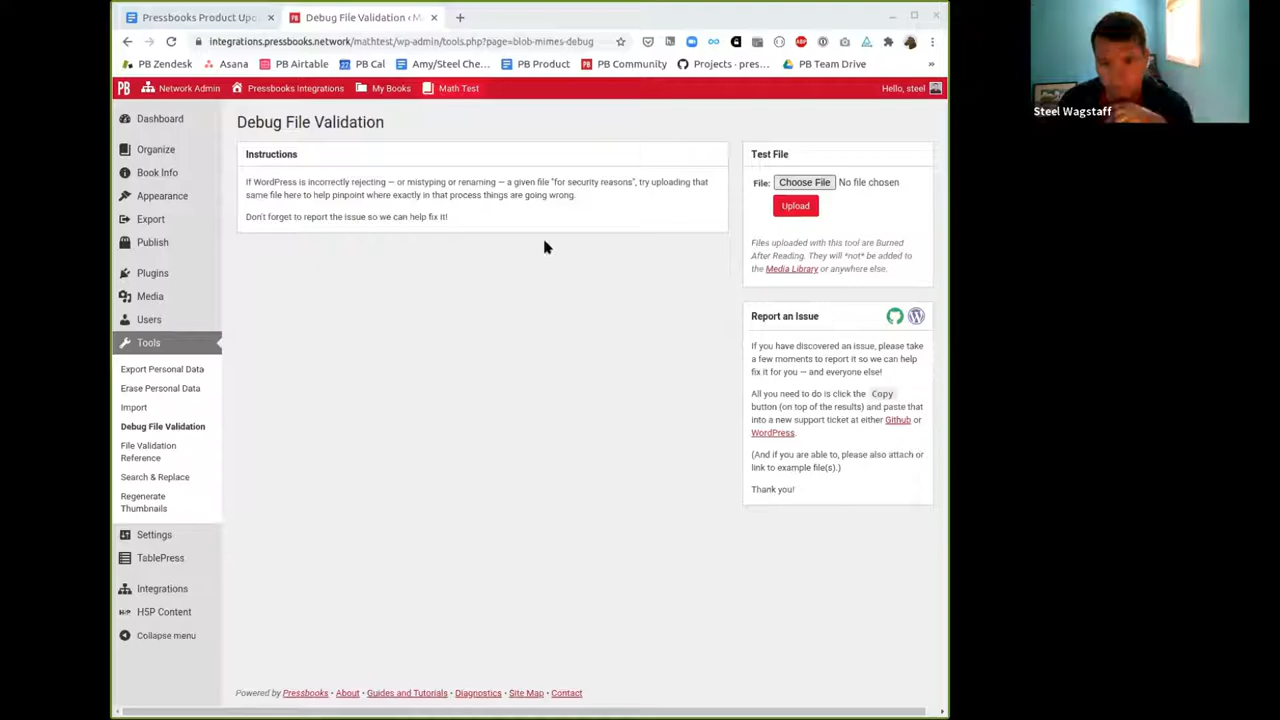 Pressbooks Product Upd
Debug File Validation ‹ M
integrations.pressbooks.network/mathtest/wp-admin/tools.php?page=blob-mimes-debug
PB Zendesk
Asana
PB Airtable
PB Cal
Amy/Steel Che...
PB Product
PB Community
Projects · pres...
PB Team Drive
»
Network Admin
Pressbooks Integrations
My Books
Math Test
Hello, steel
Steel Wagstaff
Dashboard
Organize
Book Info
Appearance
Export
Publish
Plugins
Media
Users
Tools
Export Personal Data
Erase Personal Data
Import
Debug File Validation
File Validation
Reference
Search & Replace
Regenerate
Thumbnails
Settings
TablePress
Integrations
H5P Content
Collapse menu
Debug File Validation
Instructions
If WordPress is incorrectly rejecting — or mistyping or renaming — a given file "for security reasons", try uploading that
same file here to help pinpoint where exactly in that process things are going wrong.
Don't forget to report the issue so we can help fix it!
Test File
File: Choose File No file chosen
Upload
Files uploaded with this tool are Burned
After Reading. They will *not* be added to
the Media Library or anywhere else.
Report an Issue
If you have discovered an issue, please take
a few moments to report it so we can help
fix it for you — and everyone else!
All you need to do is click the Copy
button (on top of the results) and paste that
into a new support ticket at either Github or
WordPress.
(And if you are able to, please also attach or
link to example file(s).)
Thank you!
Powered by Pressbooks • About • Guides and Tutorials • Diagnostics • Site Map • Contact